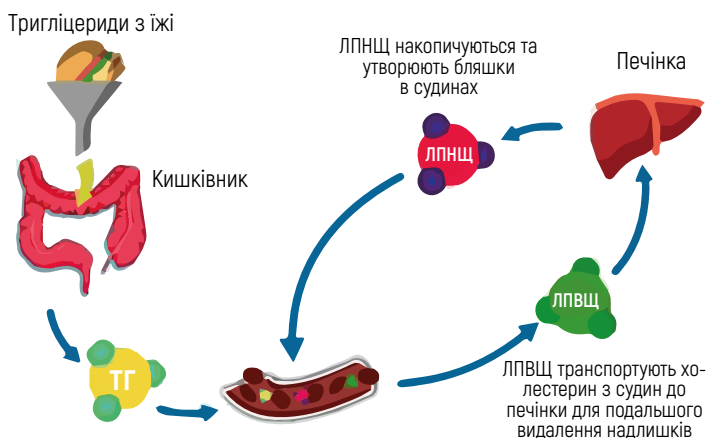 Тригліцериди з їжі
Кишківник
ТГ
ЛПНЩ накопичуються та
утворюють бляшки
в судинах
ЛПНЩ
Печінка
ЛПВЩ
ЛПВЩ транспортують хо-
лестерин з судин до
печінки для подальшого
видалення надлишків